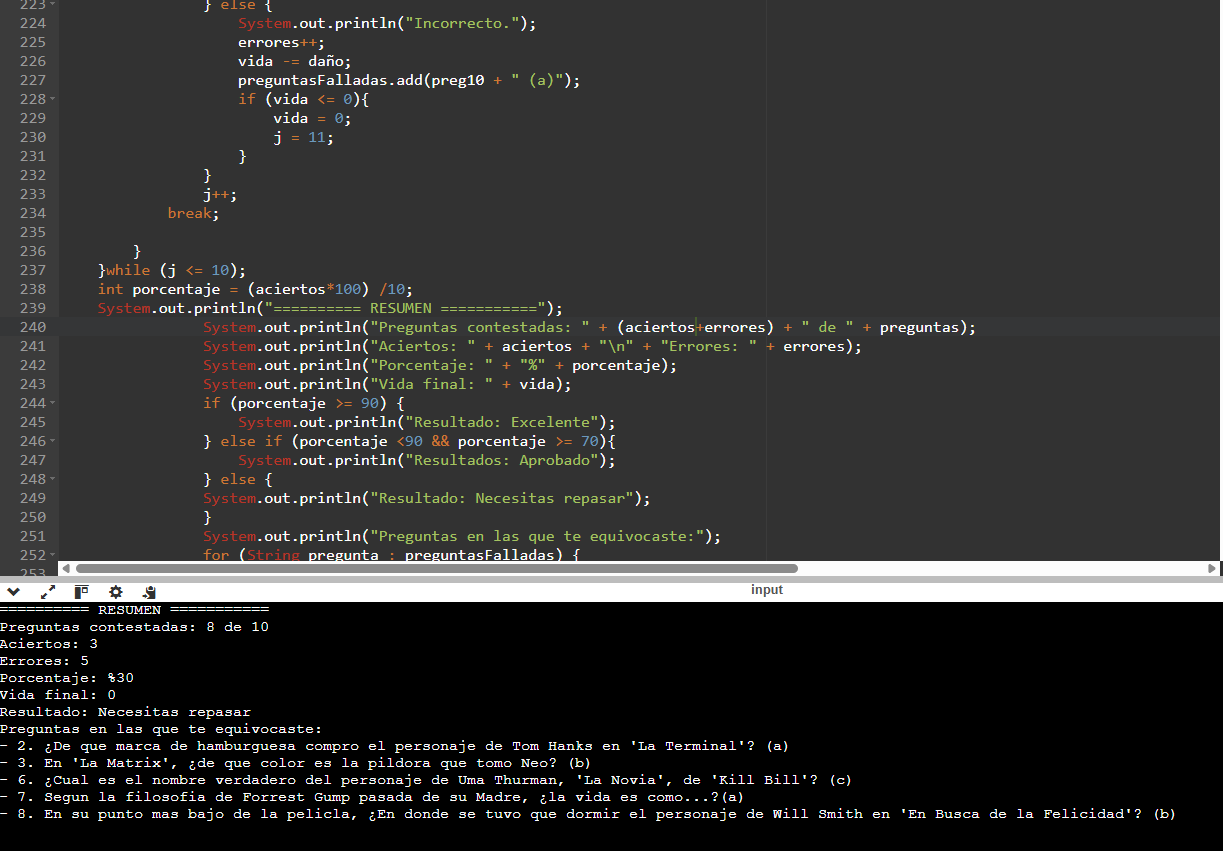 223 } else {
224 System.out.println("Incorrecto.");
225 errores++;
226 vida -= daño;
227 preguntasFalladas.add(preg10 + " (a)");
228 if (vida <= 0){
229 vida = 0;
230 j = 11;
231 }
232 }
233 j++;
234 break;
235
236 }
237 }while (j <= 10);
238 int porcentaje = (aciertos*100) /10;
239 System.out.println("========== RESUMEN ===========");
240 System.out.println("Preguntas contestadas: " + (aciertos+errores) + " de " + preguntas);
241 System.out.println("Aciertos: " + aciertos + "\n" + "Errores: " + errores);
242 System.out.println("Porcentaje: " + "%" + porcentaje);
243 System.out.println("Vida final: " + vida);
244 if (porcentaje >= 90) {
245 System.out.println("Resultado: Excelente");
246 } else if (porcentaje <90 && porcentaje >= 70){
247 System.out.println("Resultados: Aprobado");
248 } else {
249 System.out.println("Resultado: Necesitas repasar");
250 }
251 System.out.println("Preguntas en las que te equivocaste:");
252 for (String pregunta : preguntasFalladas) {
253
input
========== RESUMEN ===========
Preguntas contestadas: 8 de 10
Aciertos: 3
Errores: 5
Porcentaje: %30
Vida final: 0
Resultado: Necesitas repasar
Preguntas en las que te equivocaste:
- 2. ¿De que marca de hamburguesa compro el personaje de Tom Hanks en 'La Terminal'? (a)
- 3. En 'La Matrix', ¿de que color es la pildora que tomo Neo? (b)
- 6. ¿Cual es el nombre verdadero del personaje de Uma Thurman, 'La Novia', de 'Kill Bill'? (c)
- 7. Segun la filosofia de Forrest Gump pasada de su Madre, ¿la vida es como...?(a)
- 8. En su punto mas bajo de la pelicla, ¿En donde se tuvo que dormir el personaje de Will Smith en 'En Busca de la Felicidad'? (b)